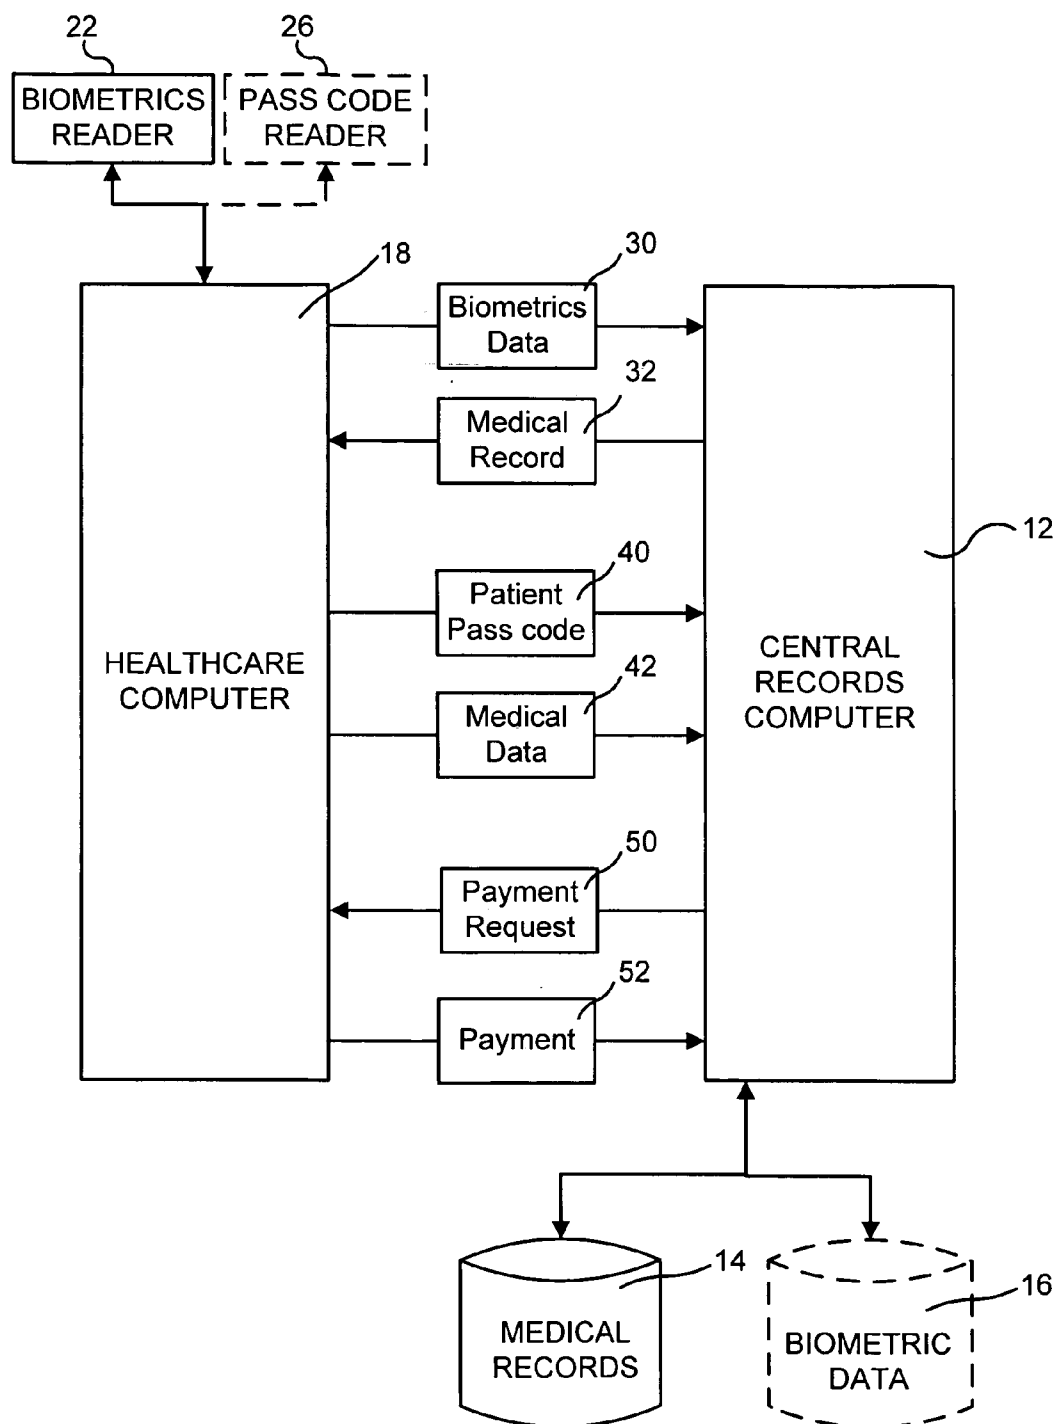 22
26
BIOMETRICS
READER
PASS CODE
READER
18
30
Biometrics
Data
32
Medical
Record
12
40
Patient
Pass code
HEALTHCARE
COMPUTER
CENTRAL
RECORDS
COMPUTER
42
Medical
Data
50
Payment
Request
52
Payment
14
MEDICAL
RECORDS
16
BIOMETRIC
DATA